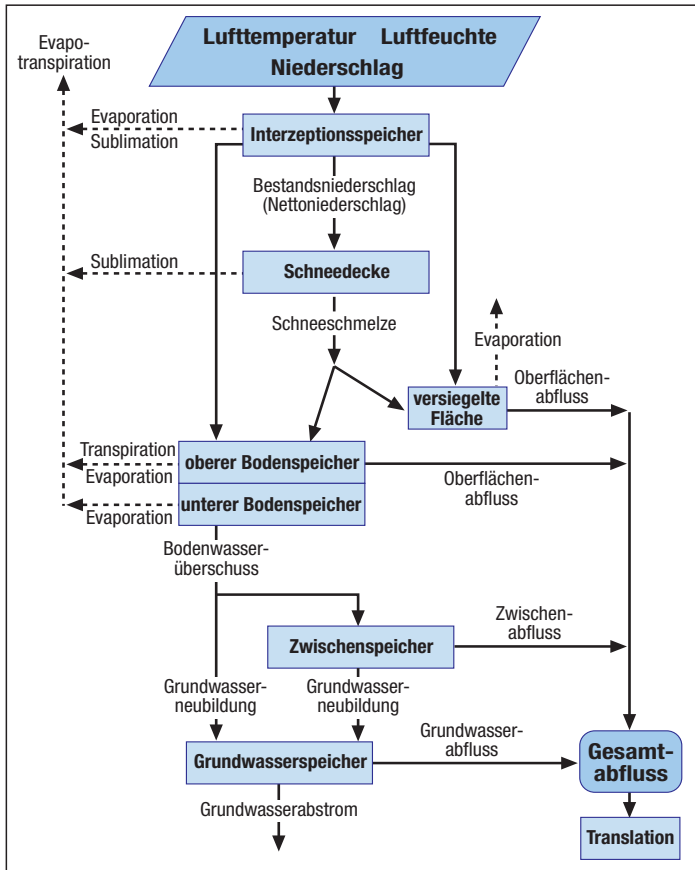 Lufttemperatur Luftfeuchte
Niederschlag
Evapo-
transpiration
Evaporation
Sublimation
Interzeptionsspeicher
Bestandsniederschlag
(Nettoniederschlag)
Sublimation
Schneedecke
Schneeschmelze
Evaporation
versiegelte
Fläche
Oberflächen-
abfluss
Transpiration
Evaporation
oberer Bodenspeicher
Oberflächen-
abfluss
Evaporation
unterer Bodenspeicher
Bodenwasser-
überschuss
Zwischenspeicher
Zwischen-
abfluss
Grundwasser-
neubildung
Grundwasser-
neubildung
Grundwasserspeicher
Grundwasser-
abfluss
Gesamt-
abfluss
Grundwasserabstrom
Translation